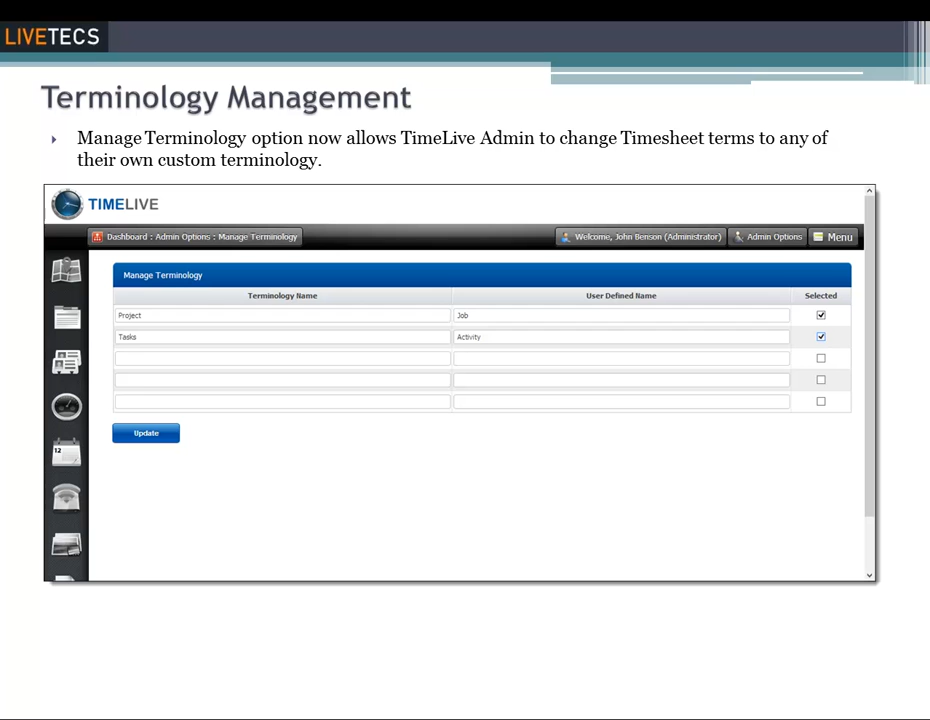 LIVETECS
Terminology Management
Manage Terminology option now allows TimeLive Admin to change Timesheet terms to any of
their own custom terminology.
TIMELIVE
Dashboard : Admin Options : Manage Terminology
Welcome, John Benson (Administrator)
Admin Options
Menu
Manage Terminology
Terminology Name
User Defined Name
Selected
Project
Job
Tasks
Activity
12
Update